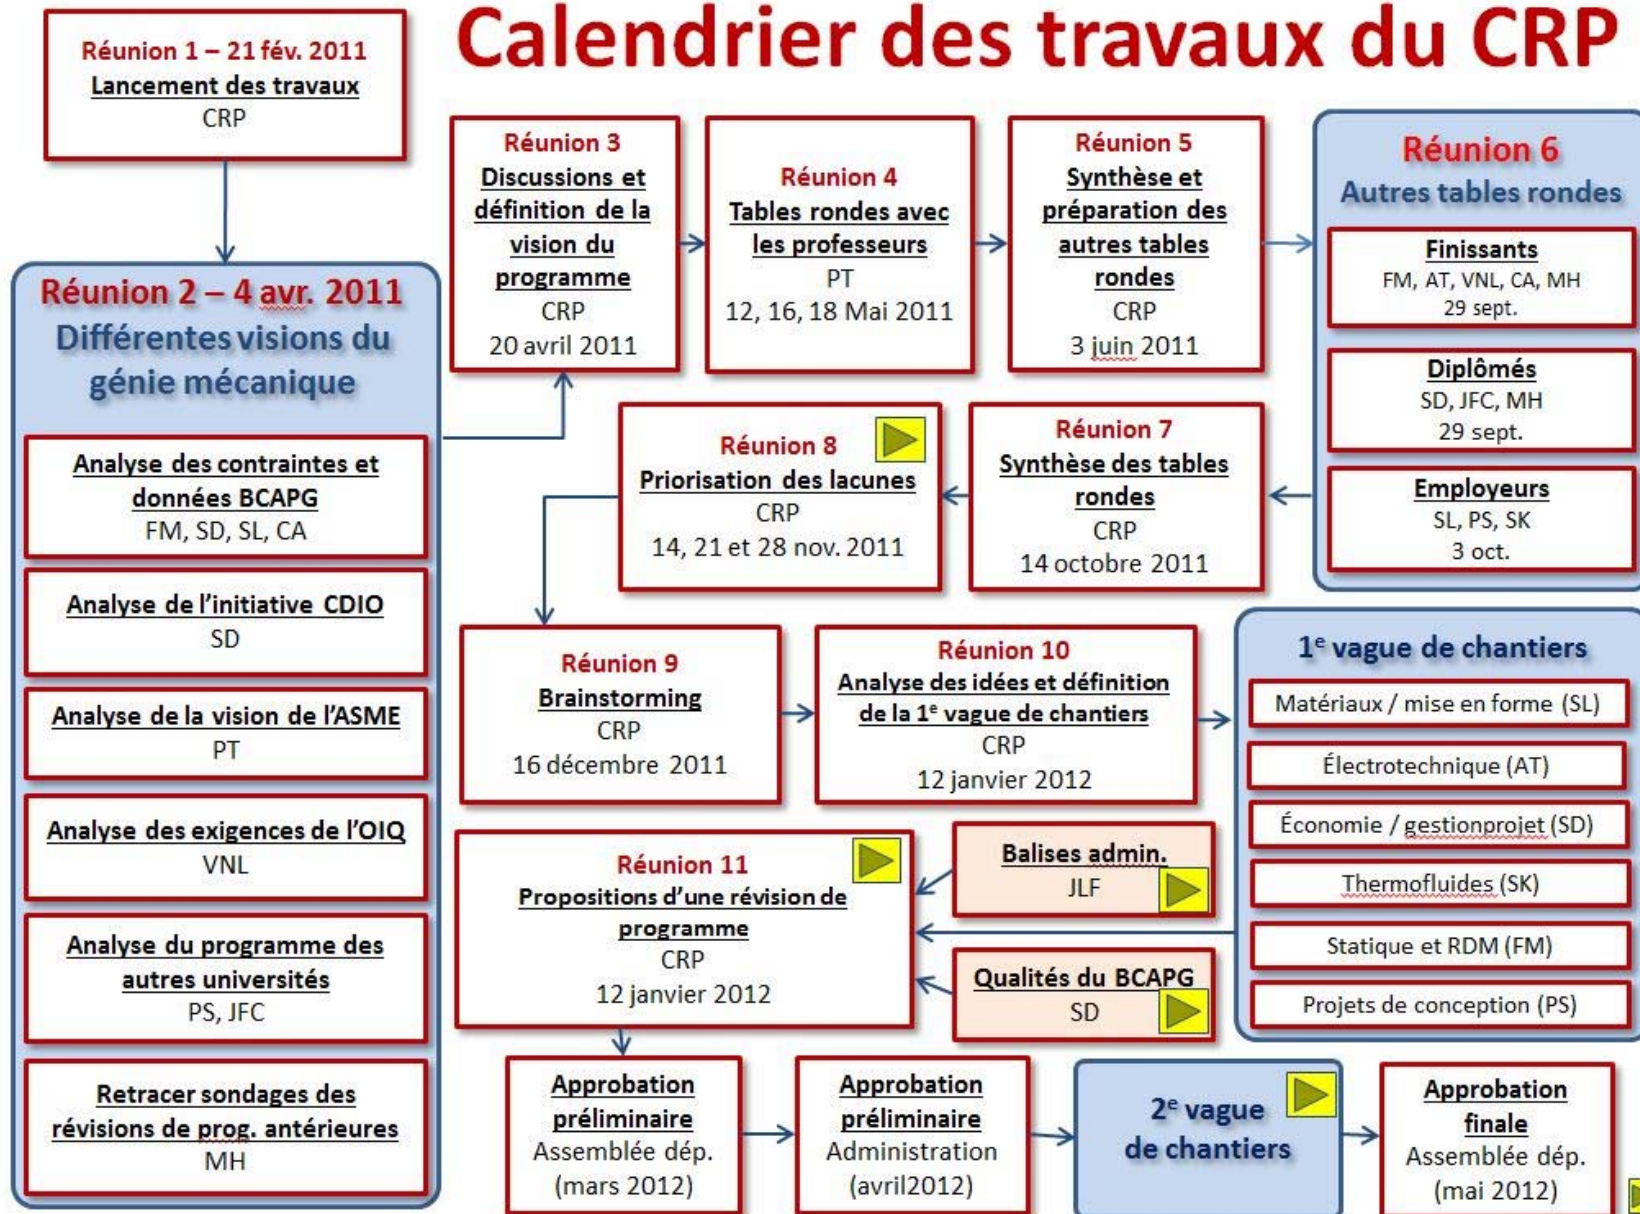 Calendrier des travaux du CRP
Réunion 1 – 21 fév. 2011
Lancement des travaux
CRP
Réunion 2 – 4 avr. 2011
Différentes visions du
génie mécanique
Analyse des contraintes et
données BCAPG
FM, SD, SL, CA
Analyse de l'initiative CDIO
SD
Analyse de la vision de l'ASME
PT
Analyse des exigences de l'OIQ
VNL
Analyse du programme des
autres universités
PS, JFC
Retracer sondages des
révisions de prog. antérieures
MH
Réunion 3
Discussions et
définition de la
vision du
programme
CRP
20 avril 2011
Réunion 4
Tables rondes avec
les professeurs
PT
12, 16, 18 Mai 2011
Réunion 5
Synthèse et
préparation des
autres tables
rondes
CRP
3 juin 2011
Réunion 6
Autres tables rondes
Finissants
FM, AT, VNL, CA, MH
29 sept.
Diplômés
SD, JFC, MH
29 sept.
Employeurs
SL, PS, SK
3 oct.
Réunion 7
Synthèse des tables
rondes
CRP
14 octobre 2011
Réunion 8
Priorisation des lacunes
CRP
14, 21 et 28 nov. 2011
Réunion 9
Brainstorming
CRP
16 décembre 2011
Réunion 10
Analyse des idées et définition
de la 1e vague de chantiers
CRP
12 janvier 2012
1e vague de chantiers
Matériaux / mise en forme (SL)
Électrotechnique (AT)
Économie / gestionprojet (SD)
Thermofluides (SK)
Statique et RDM (FM)
Projets de conception (PS)
Réunion 11
Propositions d'une révision de
programme
CRP
12 janvier 2012
Balises admin.
JLF
Qualités du BCAPG
SD
Approbation
préliminaire
Assemblée dép.
(mars 2012)
Approbation
préliminaire
Administration
(avril2012)
2e vague
de chantiers
Approbation
finale
Assemblée dép.
(mai 2012)